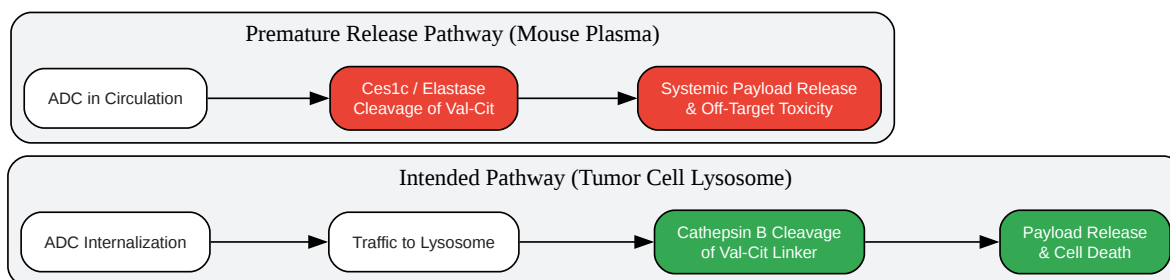 Premature Release Pathway (Mouse Plasma)
ADC in Circulation
Ces1c / Elastase
Cleavage of Val-Cit
Systemic Payload Release
& Off-Target Toxicity
Intended Pathway (Tumor Cell Lysosome)
ADC Internalization
Traffic to Lysosome
Cathepsin B Cleavage
of Val-Cit Linker
Payload Release
& Cell Death